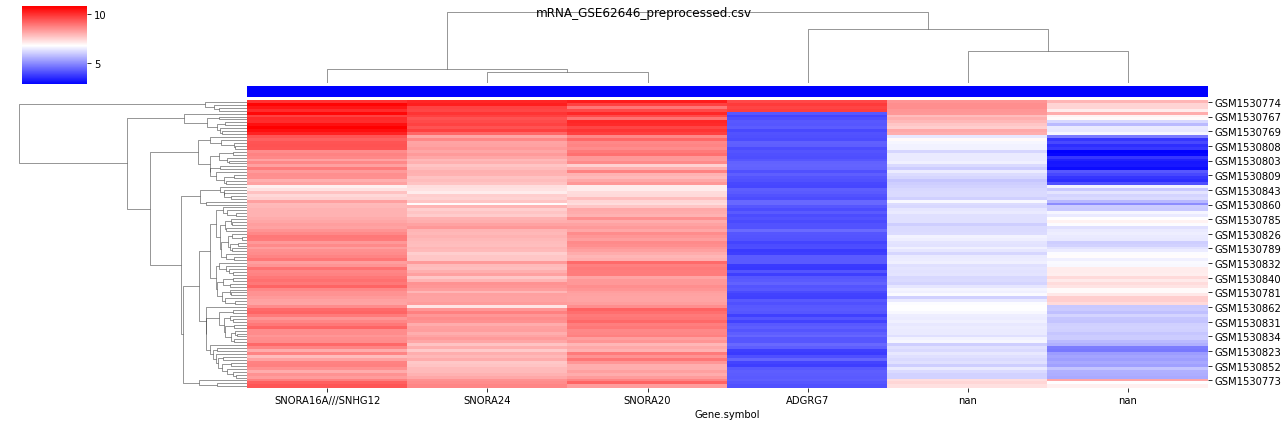 mRNA_GSE62646_preprocessed.csv
10
5
GSM1530774
GSM1530767
GSM1530769
GSM1530808
GSM1530803
GSM1530809
GSM1530843
GSM1530860
GSM1530785
GSM1530826
GSM1530789
GSM1530832
GSM1530840
GSM1530781
GSM1530862
GSM1530831
GSM1530834
GSM1530823
GSM1530852
GSM1530773
SNORA16A///SNHG12 SNORA24 SNORA20 ADGRG7 nan nan
Gene.symbol